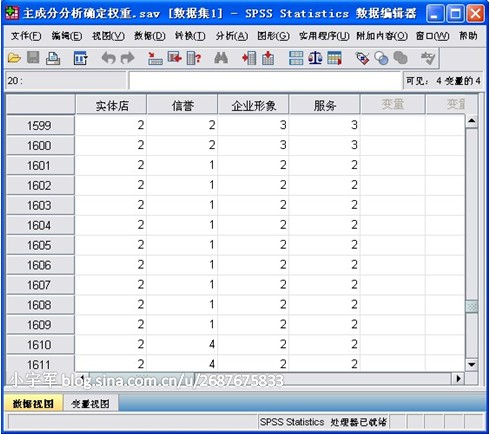 主成分分析确定权重.sav [数据集1] - SPSS Statistics 数据编辑器
文件(F) 编辑(E) 视图(V) 数据(D) 转换(T) 分析(A) 图形(G) 实用程序(U) 附加内容(O) 窗口(W) 帮助
20: 可见: 4 变量的 4
实体店 信誉 企业形象 服务 变量 变量
1599 2 2 3 3
1600 2 2 3 3
1601 2 1 2 2
1602 2 1 2 2
1603 2 1 2 2
1604 2 1 2 2
1605 2 1 2 2
1606 2 1 2 2
1607 2 1 2 2
1608 2 1 2 2
1609 2 1 2 2
1610 2 4 2 2
1611 2 4 2 2
小宇军 blog.sina.com.cn/u/2687675833
数据视图 变量视图
SPSS Statistics 处理器已就绪